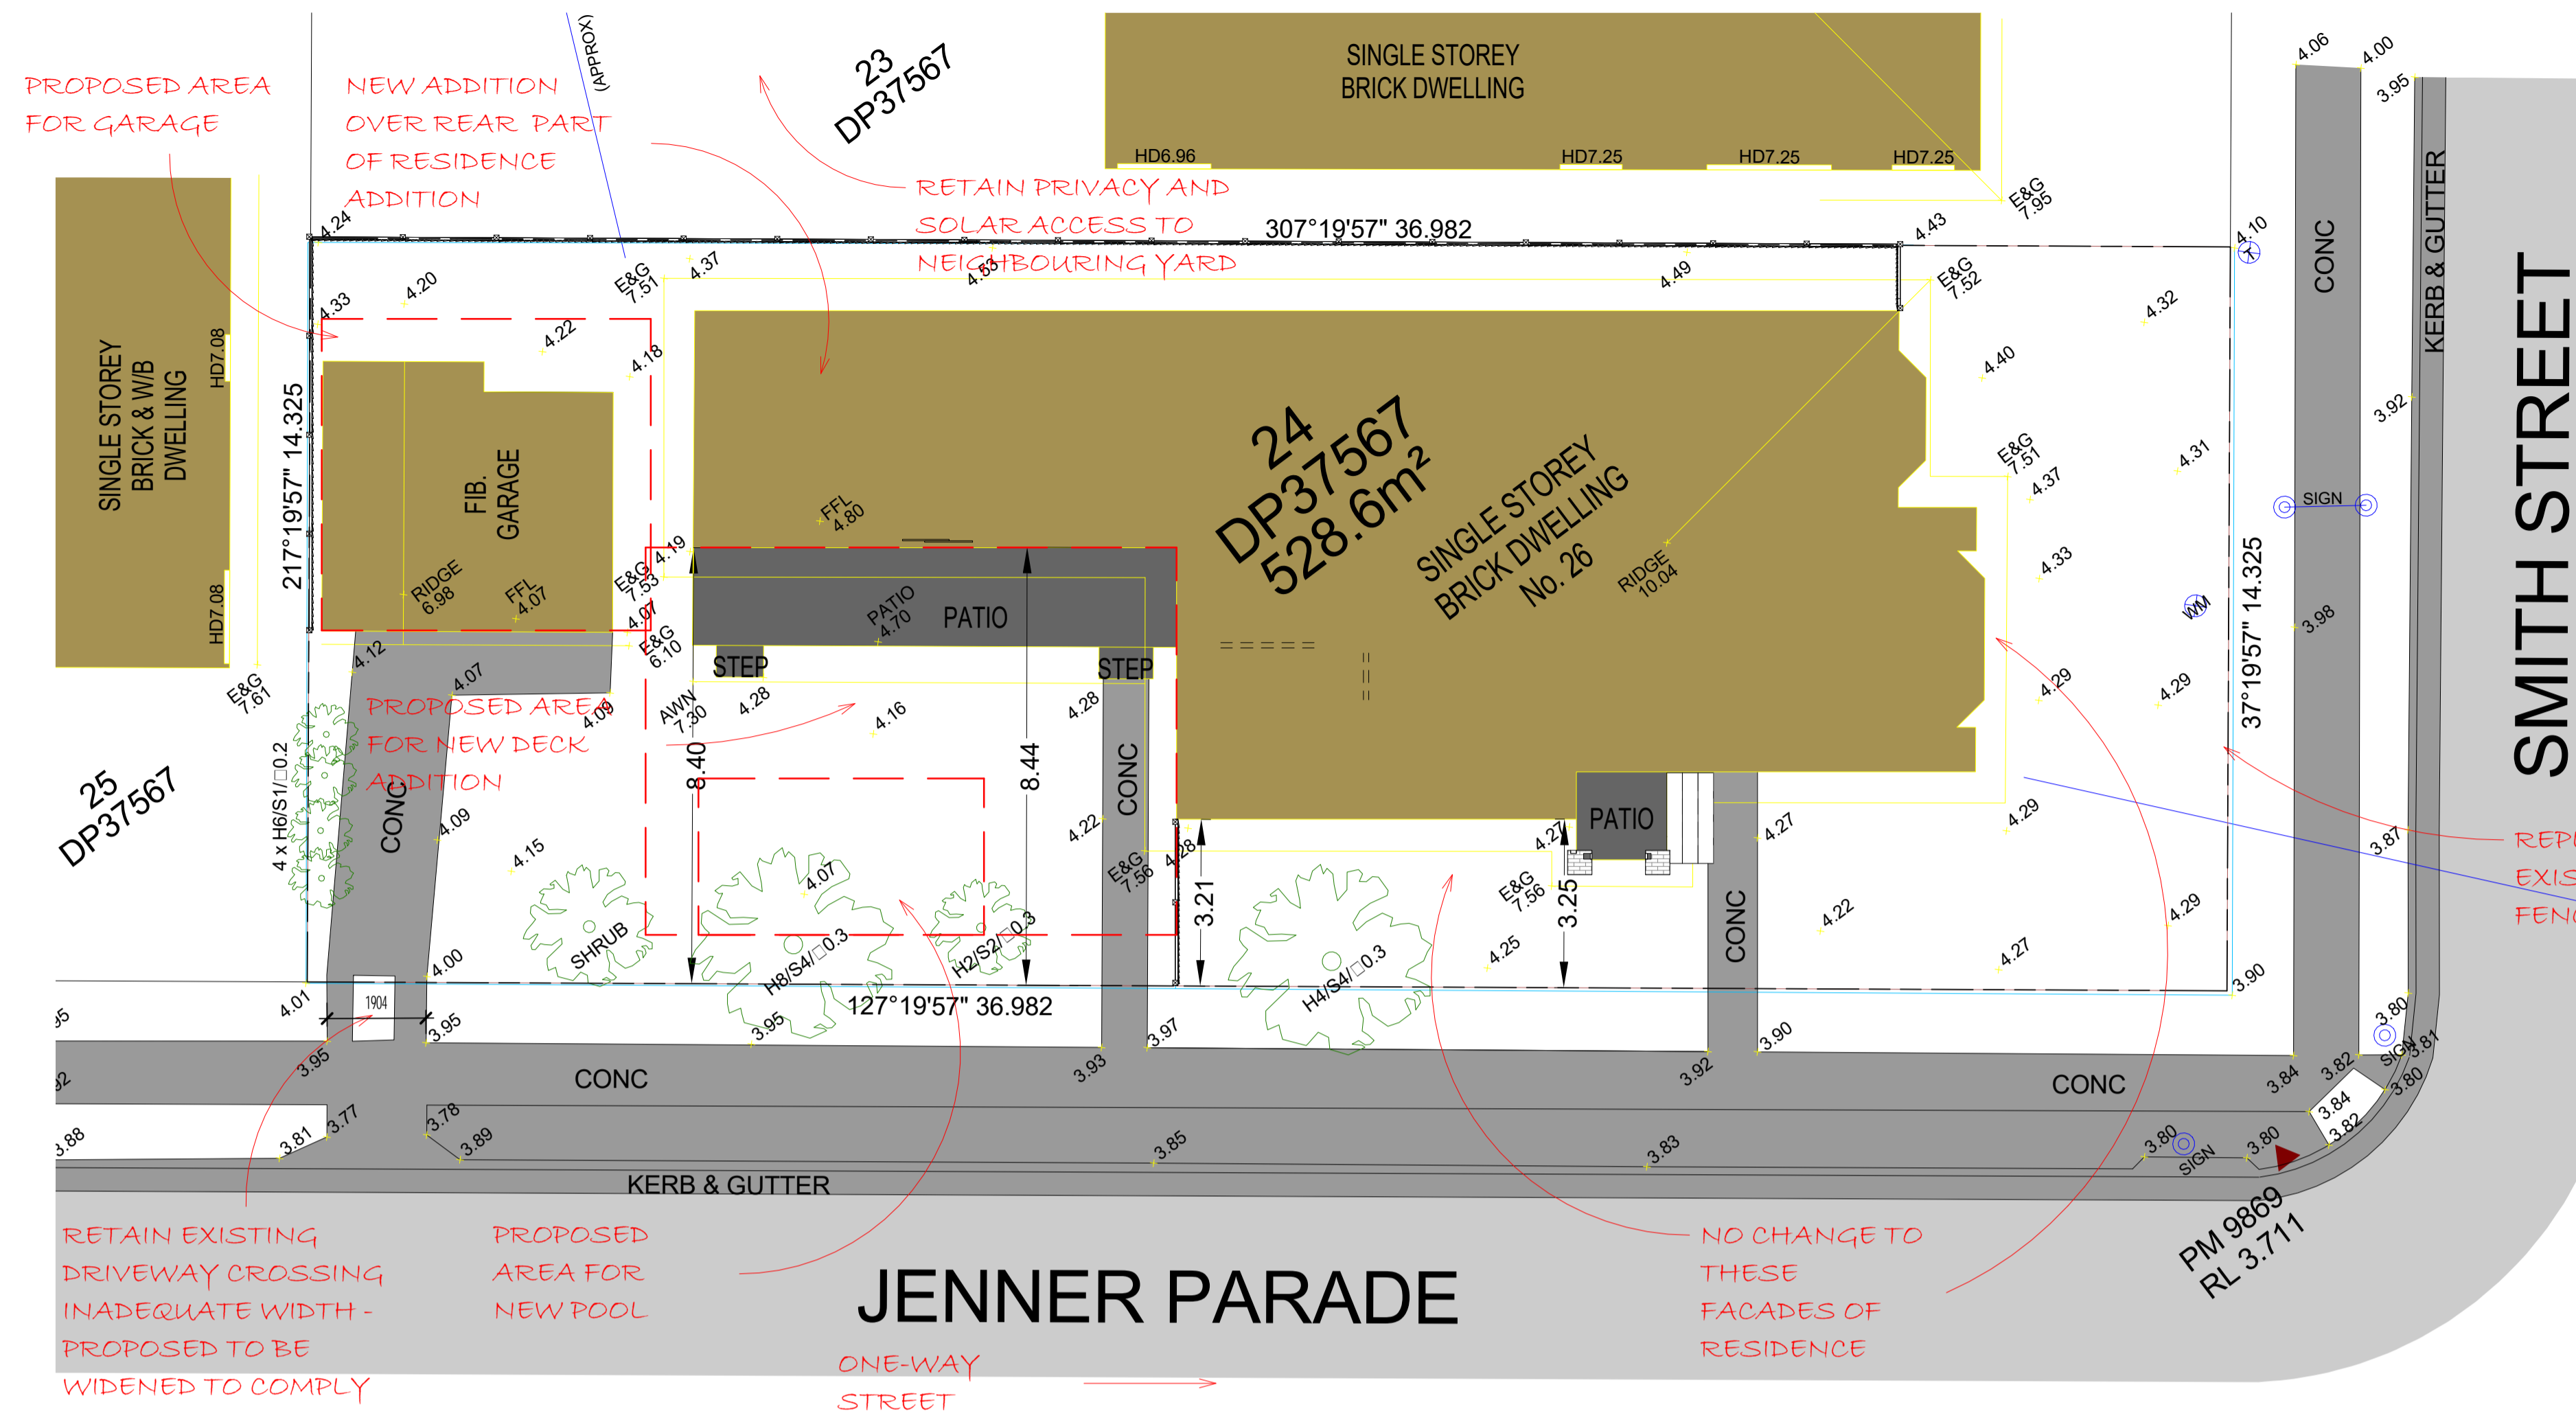 PROPOSED AREA
FOR GARAGE
NEW ADDITION
OVER REAR PART
OF RESIDENCE
ADDITION
(APPROX)
23
DP37567
SINGLE STOREY
BRICK DWELLING
HD6.96
HD7.25
HD7.25
HD7.25
RETAIN PRIVACY AND
SOLAR ACCESS TO
NEIGHBOURING YARD
307°19'57" 36.982
E&G
7.95
4.06
4.00
3.95
4.24
4.37
4.53
4.49
4.43
4.10
T
CONC
KERB & GUTTER
KERB & GUTTER
SMITH STREET
4.33
4.20
4.22
4.18
E&G
7.51
E&G
7.52
4.32
4.40
3.92
SINGLE STOREY
BRICK & W/B
DWELLING
HD7.08
HD7.08
217°19'57" 14.325
FIB.
GARAGE
RIDGE
6.98
FFL
4.07
E&G
7.53
4.19
4.07
E&G
6.10
FFL
4.80
24
DP37567
528.6m²
SINGLE STOREY
BRICK DWELLING
No. 26
RIDGE
10.04
E&G
7.51
4.37
4.31
SIGN
4.33
WM
37°19'57" 14.325
3.98
4.29
4.29
PATIO
4.70
PATIO
STEP
STEP
AWN
7.30
4.28
4.16
4.28
8.40
8.44
CONC
E&G
7.61
4.12
4.07
4.09
PROPOSED AREA
FOR NEW DECK
ADDITION
25
DP37567
4 x H6/S1/□0.2
CONC
4.09
4.15
SHRUB
4.07
H8/S4/□0.3
H2/S2/□0.3
4.22
E&G
7.56
4.28
3.21
4.27
3.25
E&G
7.56
PATIO
4.27
4.29
4.22
4.25
4.27
4.29
H4/S4/□0.3
CONC
3.87
FEN
3.90
4.01
4.00
1904
3.95
3.95
3.95
127°19'57" 36.982
3.97
3.93
3.90
3.92
3.80
SIGN
3.81
3.80
3.82
3.84
3.84
3.82
CONC
CONC
3.77
3.78
3.81
3.88
3.89
3.85
3.83
3.80
SIGN
3.80
KERB & GUTTER
PM 9869
RL 3.711
RETAIN EXISTING
DRIVEWAY CROSSING
INADEQUATE WIDTH -
PROPOSED TO BE
WIDENED TO COMPLY
PROPOSED
AREA FOR
NEW POOL
JENNER PARADE
ONE-WAY
STREET
NO CHANGE TO
THESE
FACADES OF
RESIDENCE